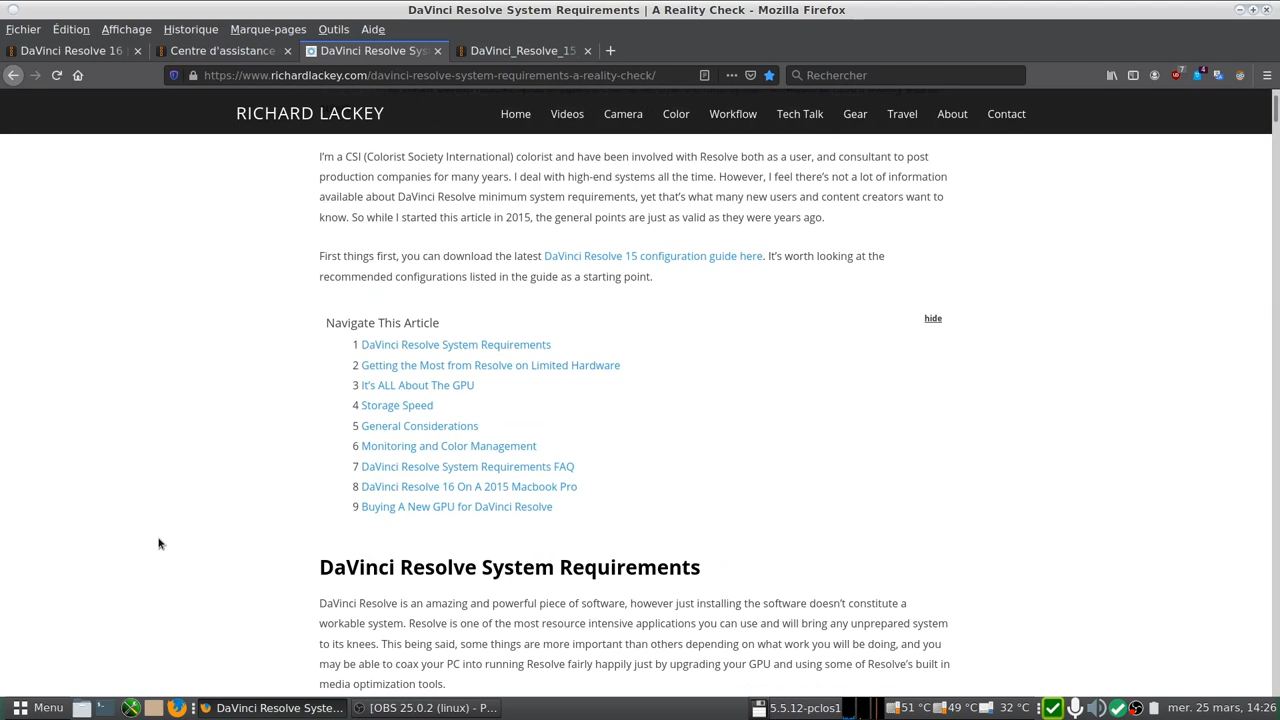 DaVinci Resolve System Requirements | A Reality Check - Mozilla Firefox
Fichier Édition Affichage Historique Marque-pages Outils Aide
DaVinci Resolve 16 Centre d'assistance DaVinci Resolve Sys DaVinci_Resolve_15
https://www.richardlackey.com/davinci-resolve-system-requirements-a-reality-check/ Rechercher 7 4
RICHARD LACKEY Home Videos Camera Color Workflow Tech Talk Gear Travel About Contact
I'm a CSI (Colorist Society International) colorist and have been involved with Resolve both as a user, and consultant to post
production companies for many years. I deal with high-end systems all the time. However, I feel there's not a lot of information
available about DaVinci Resolve minimum system requirements, yet that's what many new users and content creators want to
know. So while I started this article in 2015, the general points are just as valid as they were years ago.
First things first, you can download the latest DaVinci Resolve 15 configuration guide here. It's worth looking at the
recommended configurations listed in the guide as a starting point.
Navigate This Article hide
1 DaVinci Resolve System Requirements
2 Getting the Most from Resolve on Limited Hardware
3 It's ALL About The GPU
4 Storage Speed
5 General Considerations
6 Monitoring and Color Management
7 DaVinci Resolve System Requirements FAQ
8 DaVinci Resolve 16 On A 2015 Macbook Pro
9 Buying A New GPU for DaVinci Resolve
DaVinci Resolve System Requirements
DaVinci Resolve is an amazing and powerful piece of software, however just installing the software doesn't constitute a
workable system. Resolve is one of the most resource intensive applications you can use and will bring any unprepared system
to its knees. This being said, some things are more important than others depending on what work you will be doing, and you
may be able to coax your PC into running Resolve fairly happily just by upgrading your GPU and using some of Resolve's built in
media optimization tools.
Menu DaVinci Resolve Syste... [OBS 25.0.2 (linux) - P... 5.5.12-pclos1 51 °C 49 °C 32 °C mer. 25 mars, 14:26